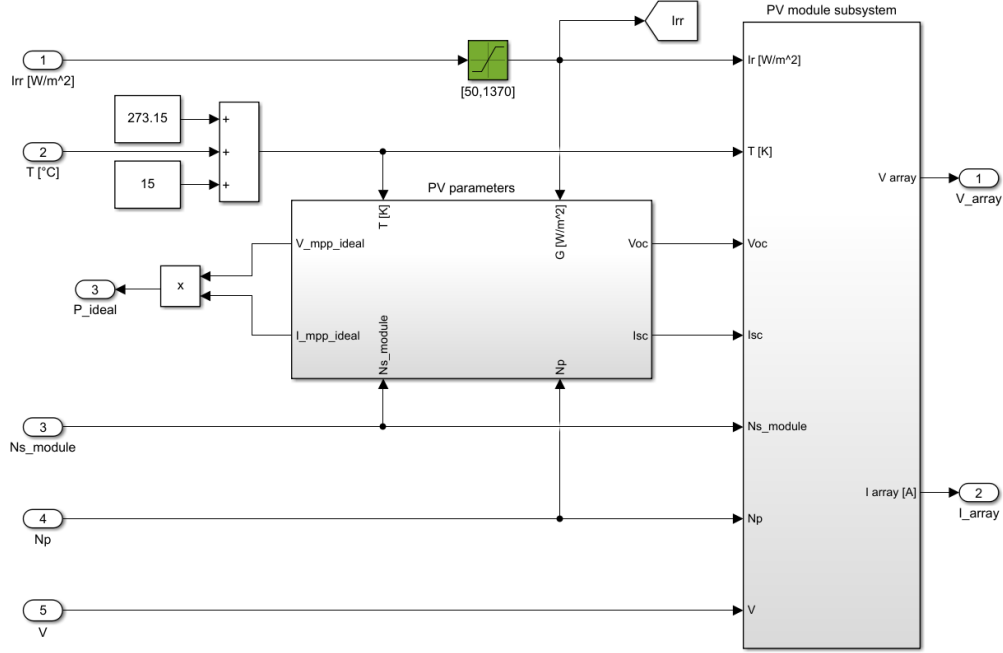 PV module subsystem
Irr
1
Irr [W/m^2]
[50,1370]
Ir [W/m^2]
273.15
+
2
T [°C]
+
T [K]
15
+
PV parameters
T [K]
G [W/m^2]
V array
1
V_array
V_mpp_ideal
Voc
Voc
x
3
P_ideal
I_mpp_ideal
Ns_module
Np
Isc
Isc
3
Ns_module
Ns_module
I array [A]
2
I_array
4
Np
Np
5
V
V